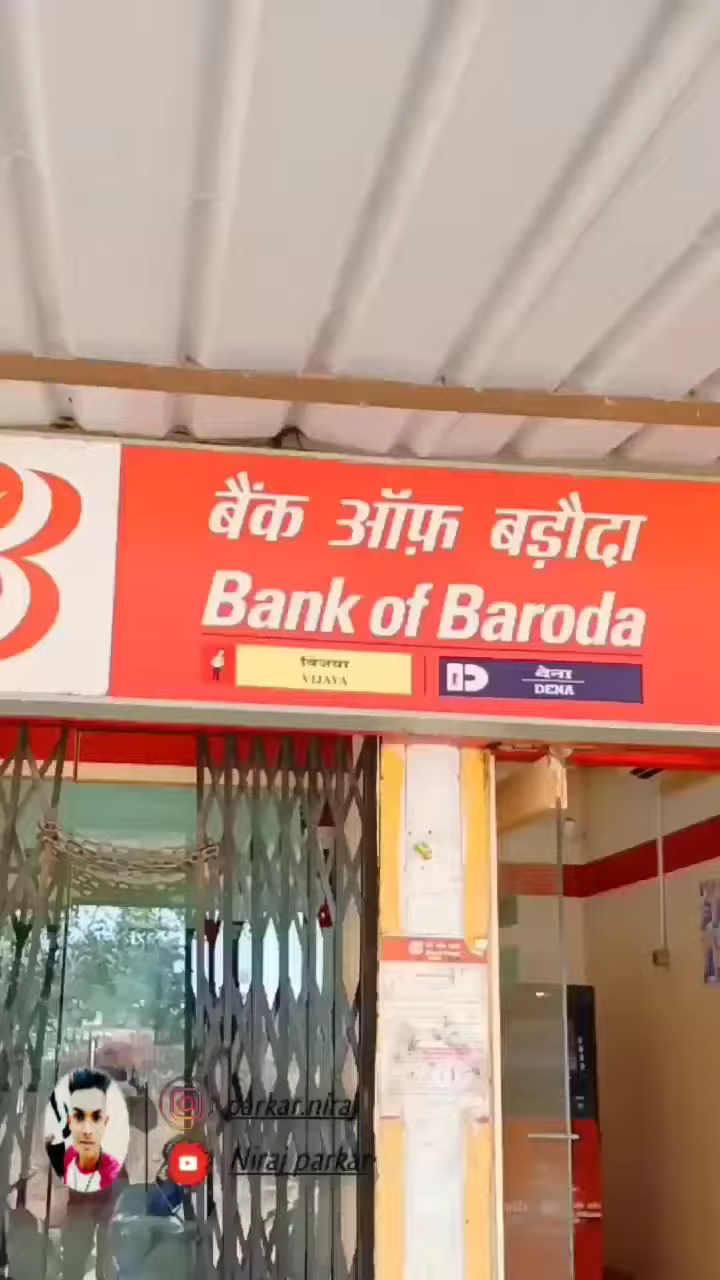 बैंक ऑफ़ बड़ौदा
Bank of Baroda
विजया
VIJAYA
देना
DENA
parkar.niraj
Niraj parkar